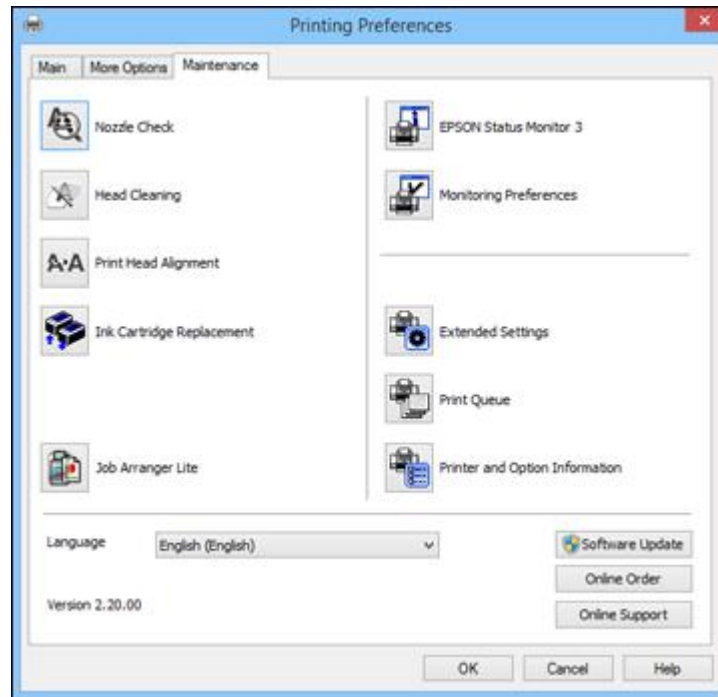 Printing Preferences
Main
More Options
Maintenance
Nozzle Check
EPSON Status Monitor 3
Head Cleaning
Monitoring Preferences
A·A
Print Head Alignment
Ink Cartridge Replacement
Extended Settings
Print Queue
Job Arranger Lite
Printer and Option Information
Language
English (English)
Software Update
Online Order
Version 2.20.00
Online Support
OK
Cancel
Help